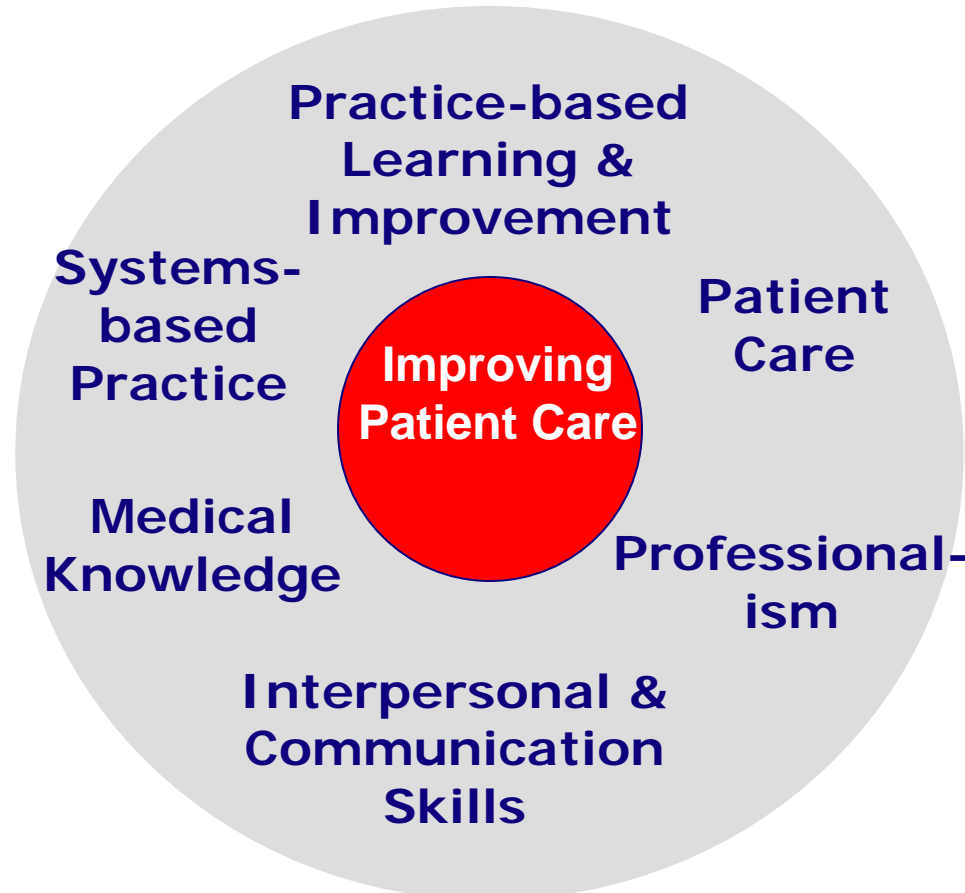 Practice-based
Learning &
Improvement
Systems-
based
Practice
Patient
Care
Improving
Patient Care
Medical
Knowledge
Professional-
ism
Interpersonal &
Communication
Skills